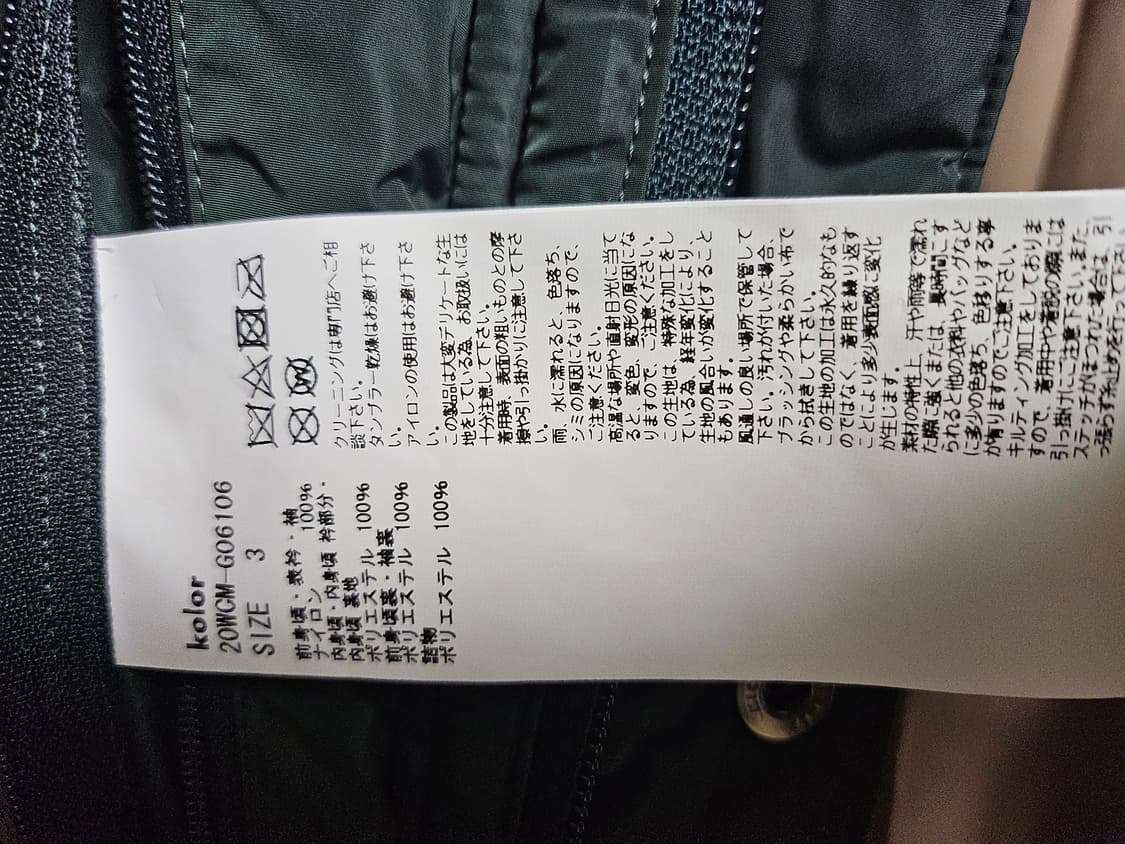 kolor
20WCM-G06106
SIZE 3
前身頃・表衿・袖
ナイロン 100%
内身頃・内身頃 衿部分・
内身頃 裏地
ポリエステル 100%
前身頃裏・袖裏
ポリエステル 100%
詰物
ポリエステル 100%
クリーニングは専門店へご相
談下さい。
タンブラー乾燥はお避け下さ
い。
アイロンの使用はお避け下さ
い。
この製品は大変デリケートな生
地をしている為、お取扱いには
十分注意して下さい。
着用時、表面の粗いものとの摩
擦や引っ掛かりに注意して下さ
い。
雨、水に濡れると、色落ち、
シミの原因になりますので、
ご注意ください。
高温な場所や直射日光に当て
ると、変色、変形の原因にな
りますので、ご注意ください。
この生地は、特殊な加工をし
ている為、経年変化により、
生地の風合いが変化すること
もあります。
風通しの良い場所で保管して
下さい。汚れが付いた場合、
ブラッシングや柔らかい布で
から拭きして下さい。
この生地の加工は永久的なも
のではなく、着用を繰り返す
ことにより多少表面感に変化
が生じます。
素材の特性上、汗や雨等で濡れ
た際に強くまたは、長時間こす
られると他の衣料やバッグなど
に多少の色落ち、色移りする事
が有りますのでご注意下さい。
キルティング加工をしておりま
すので、着用中や着脱の際には
引っ掛けにご注意下さい。また、
ステッチがほつれた場合は、引
っ張らず糸止めを行って下さ